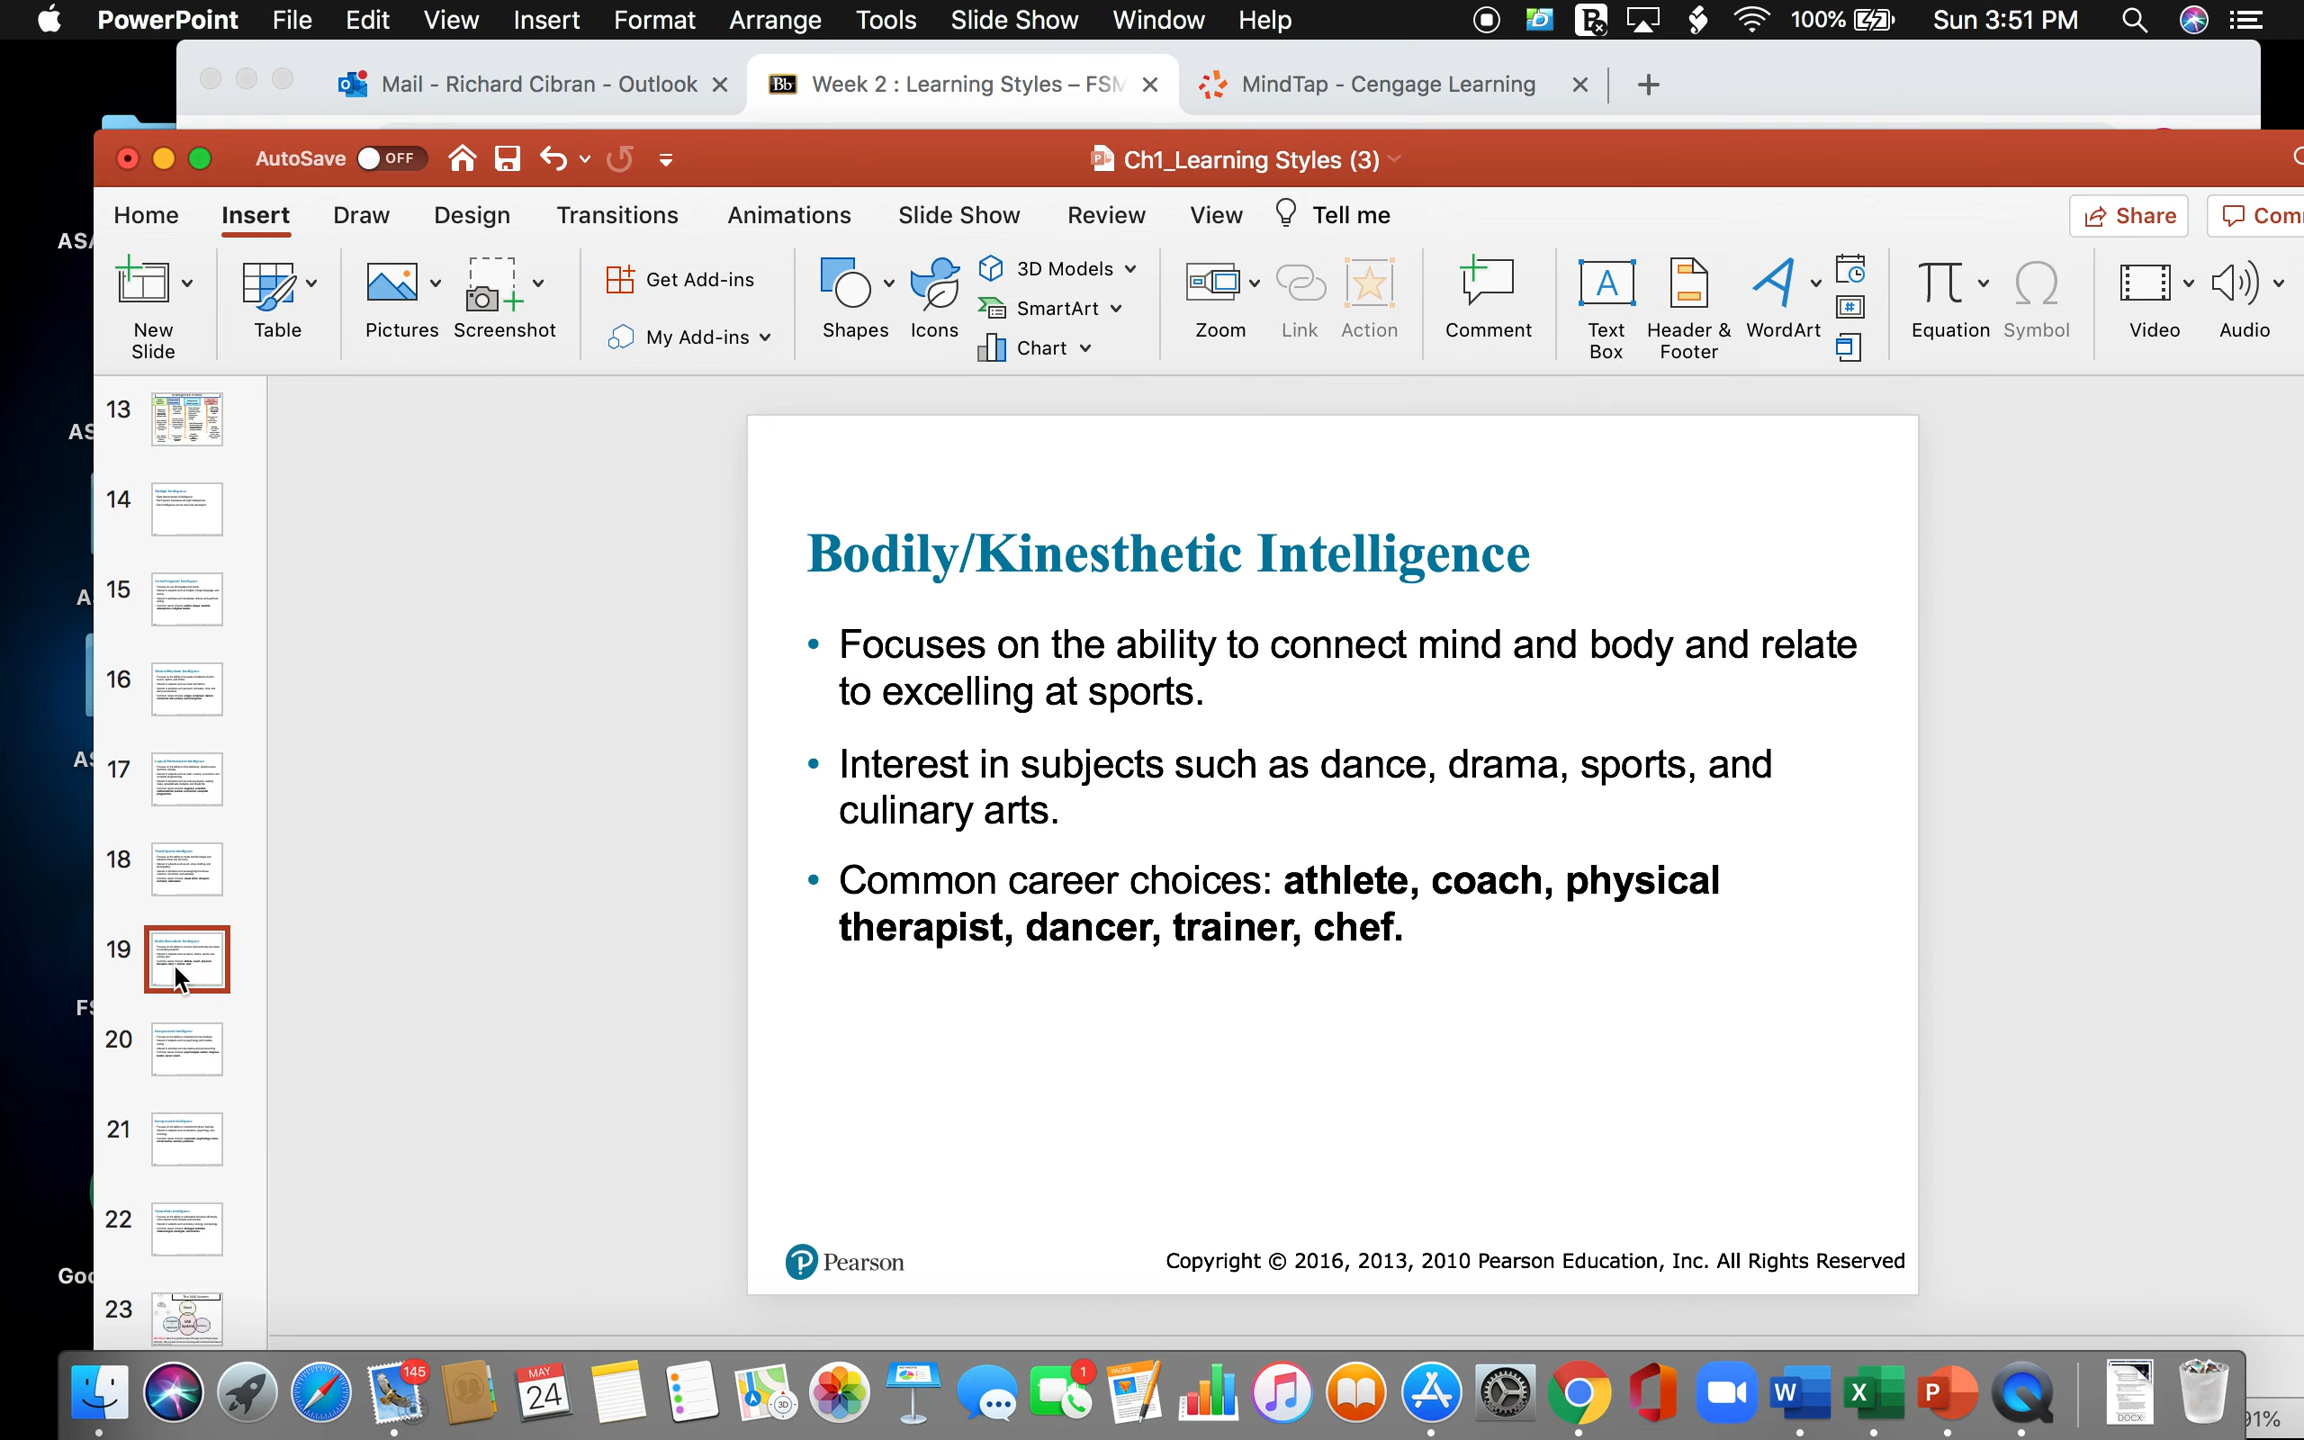 PowerPoint File Edit View Insert Format Arrange Tools Slide Show Window Help 100% Sun 3:51 PM
Mail - Richard Cibran - Outlook
Bb Week 2 : Learning Styles – FSM
MindTap - Cengage Learning
AutoSave OFF
Ch1_Learning Styles (3)
Home Insert Draw Design Transitions Animations Slide Show Review View Tell me
Share
New Slide
Table
Pictures
Screenshot
Get Add-ins
My Add-ins
Shapes
Icons
3D Models
SmartArt
Chart
Zoom
Link
Action
Comment
Text Box
Header & Footer
WordArt
Equation
Symbol
Video
Audio
13
14
15
16
17
18
19
20
21
22
23
Bodily/Kinesthetic Intelligence
• Focuses on the ability to connect mind and body and relate
to excelling at sports.
• Interest in subjects such as dance, drama, sports, and
culinary arts.
• Common career choices: athlete, coach, physical
therapist, dancer, trainer, chef.
Pearson
Copyright © 2016, 2013, 2010 Pearson Education, Inc. All Rights Reserved
145
MAY
24
3D
1
PAGES
W
X
P
DOCX
91%